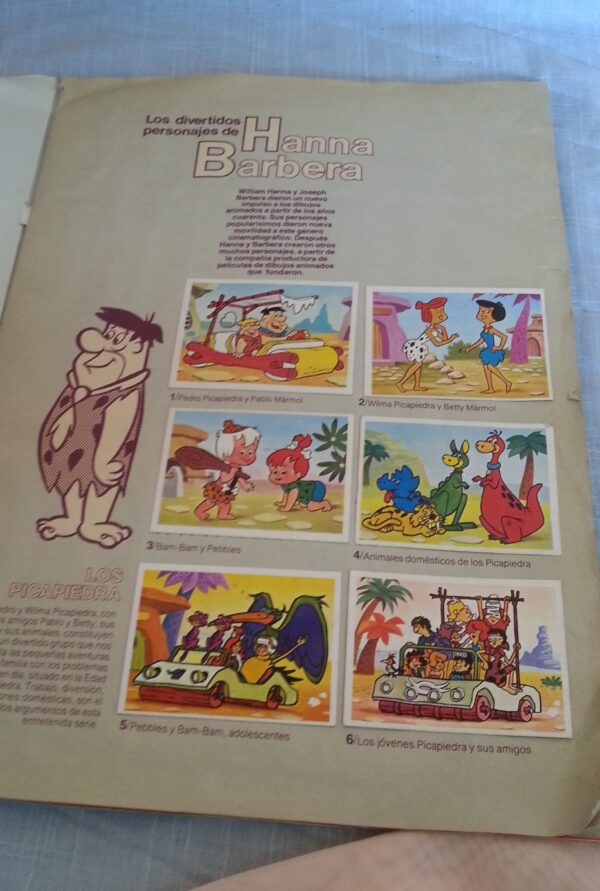 Los divertidos
personajes de
Hanna
Barbera
William Hanna y Joseph
Barbera dieron un nuevo
impulso a los dibujos
animados a partir de los años
cuarenta. Sus personajes
popularísimos dieron nueva
movilidad a este género
cinematográfico. Después
Hanna y Barbera crearon otros
muchos personajes, a partir de
la compañía productora de
películas de dibujos animados
que fundaron.
1/Pedro Picapiedra y Pablo Mármol
2/Wilma Picapiedra y Betty Mármol
3/Bam-Bam y Pebbles
4/Animales domésticos de los Picapiedra
LOS
PICAPIEDRA
y Wilma Picapiedra, con
amigos Pablo y Betty, sus
y sus animales, constituyen
un divertido grupo que nos
las peripecias y aventuras
familia con los problemas
en día, situado en la Edad
Trabajo, diversión,
domésticas, son el
los argumentos de esta
entretenida serie.
5/Pebbles y Bam-Bam, adolescentes
6/Los jóvenes Picapiedra y sus amigos